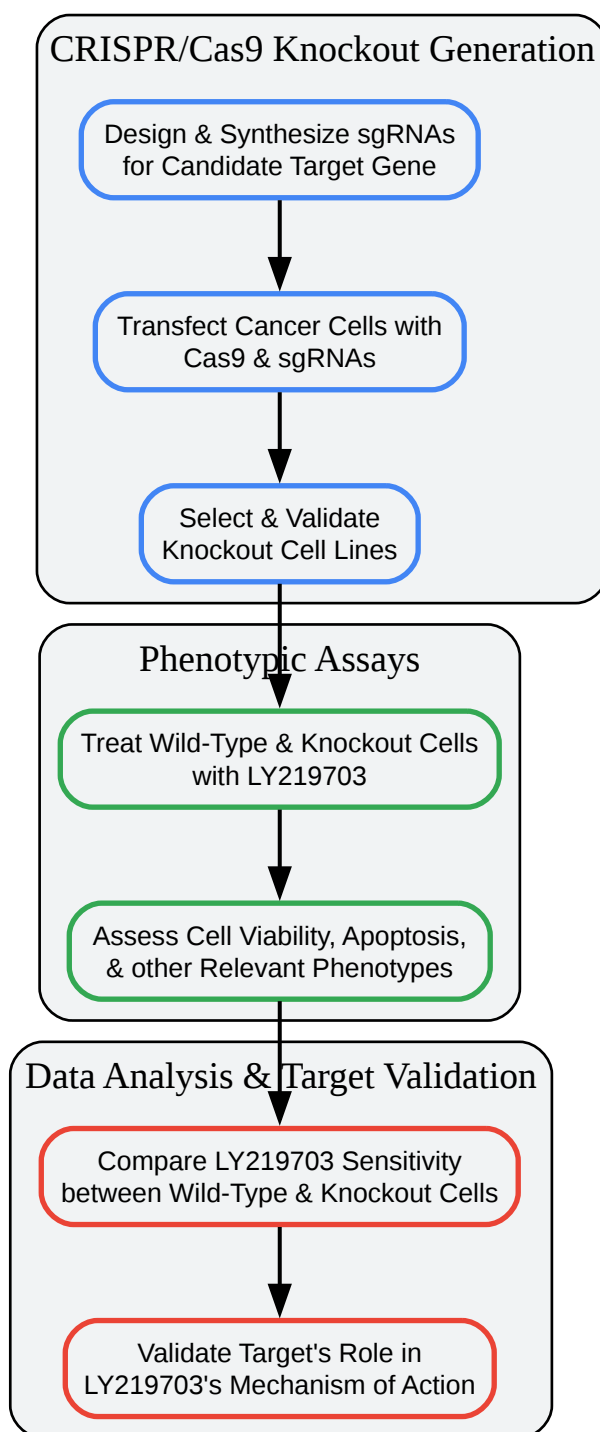 CRISPR/Cas9 Knockout Generation
Design & Synthesize sgRNAs
for Candidate Target Gene
Transfect Cancer Cells with
Cas9 & sgRNAs
Select & Validate
Knockout Cell Lines
Phenotypic Assays
Treat Wild-Type & Knockout Cells
with LY219703
Assess Cell Viability, Apoptosis,
& other Relevant Phenotypes
Data Analysis & Target Validation
Compare LY219703 Sensitivity
between Wild-Type & Knockout Cells
Validate Target's Role in
LY219703's Mechanism of Action